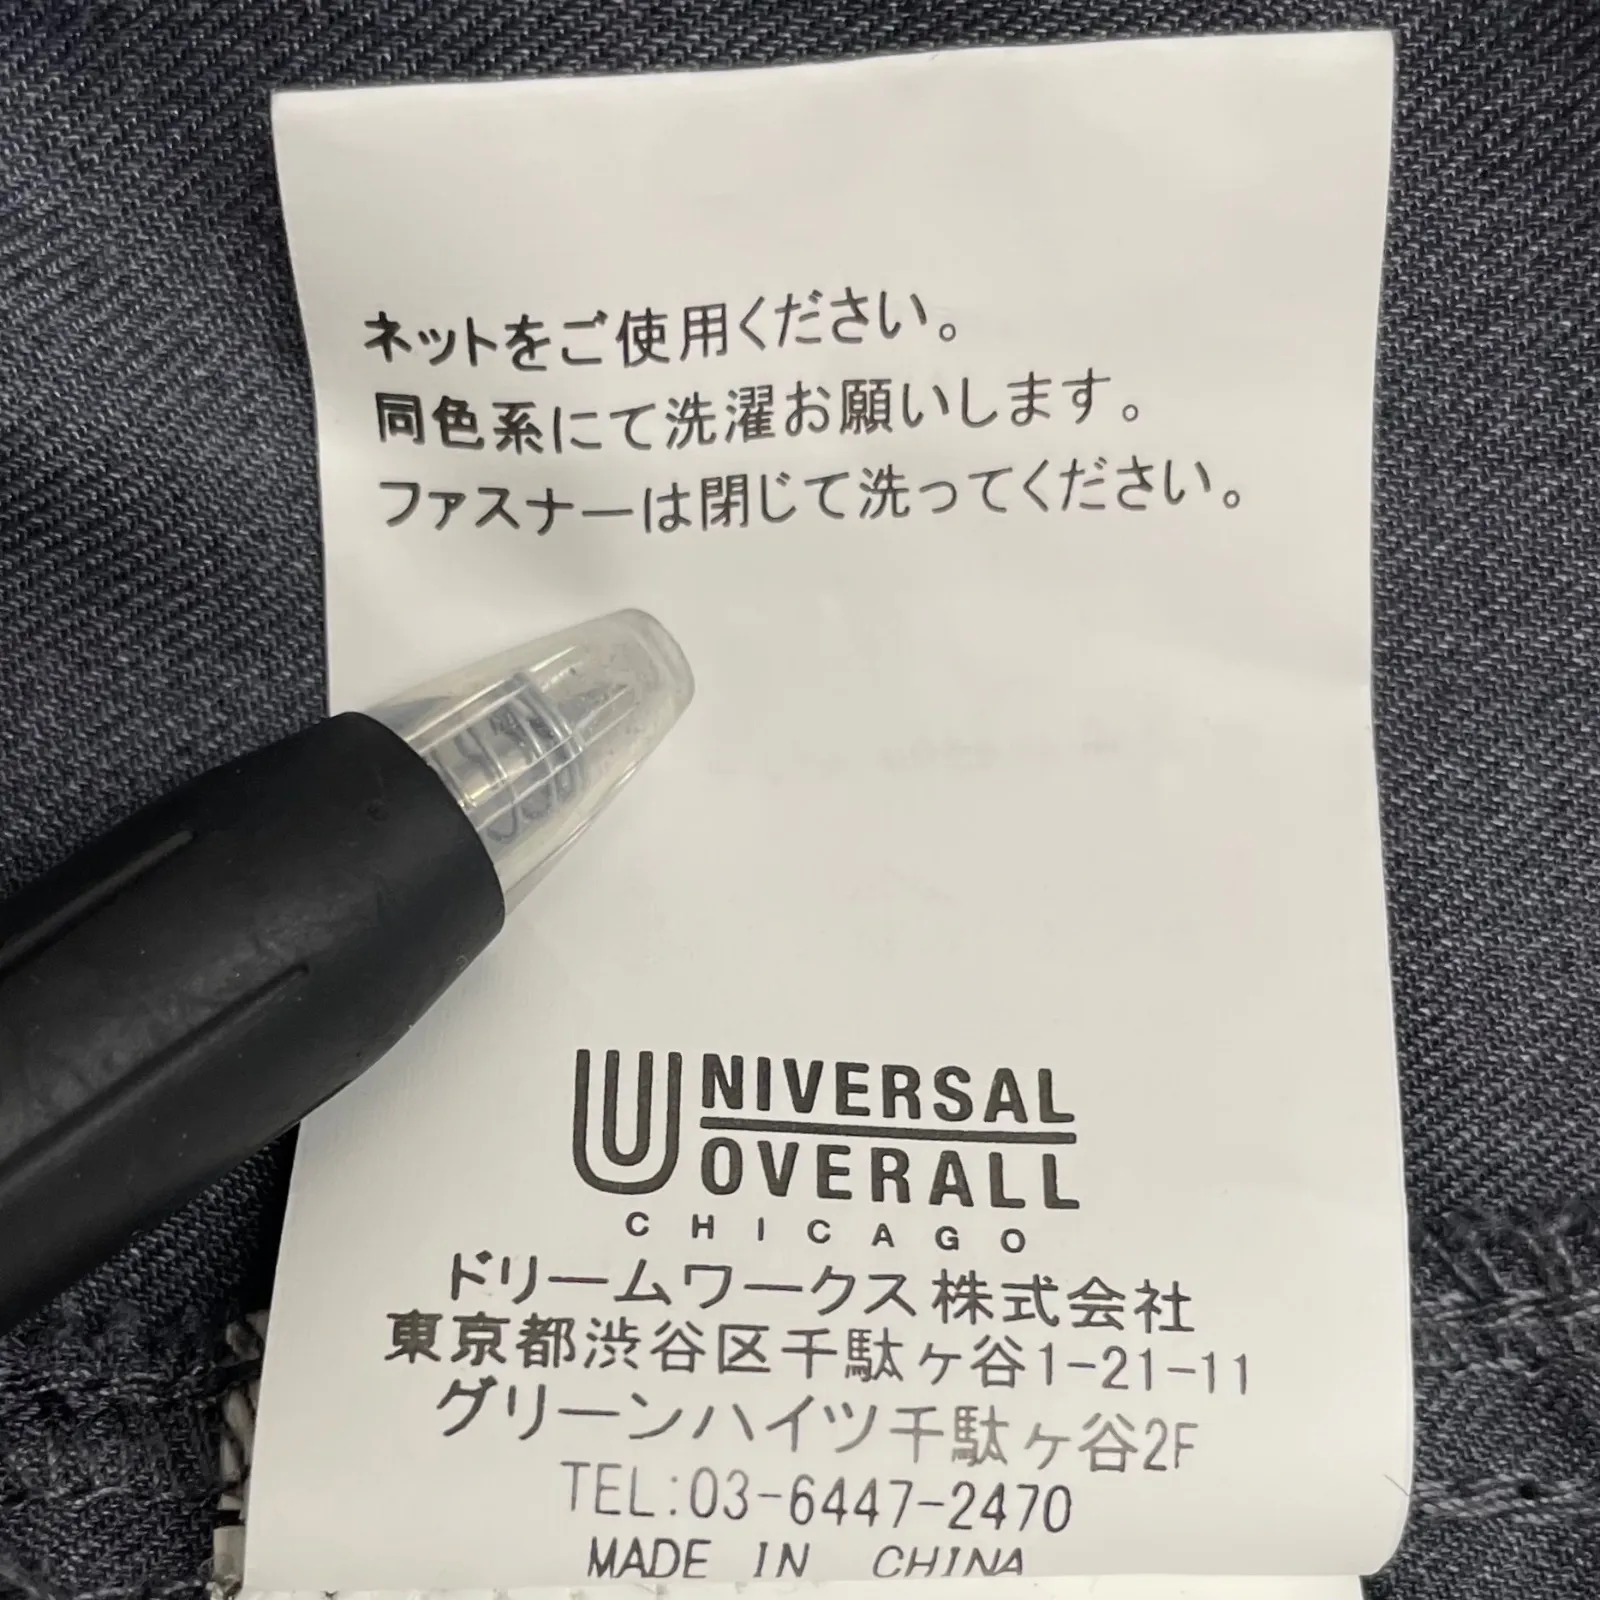 ネットをご使用ください。
同色系にて洗濯お願いします。
ファスナーは閉じて洗ってください。
UNIVERSAL
OVERALL
CHICAGO
ドリームワークス株式会社
東京都渋谷区千駄ヶ谷1-21-11
グリーンハイツ千駄ヶ谷2F
TEL:03-6447-2470
MADE IN CHINA